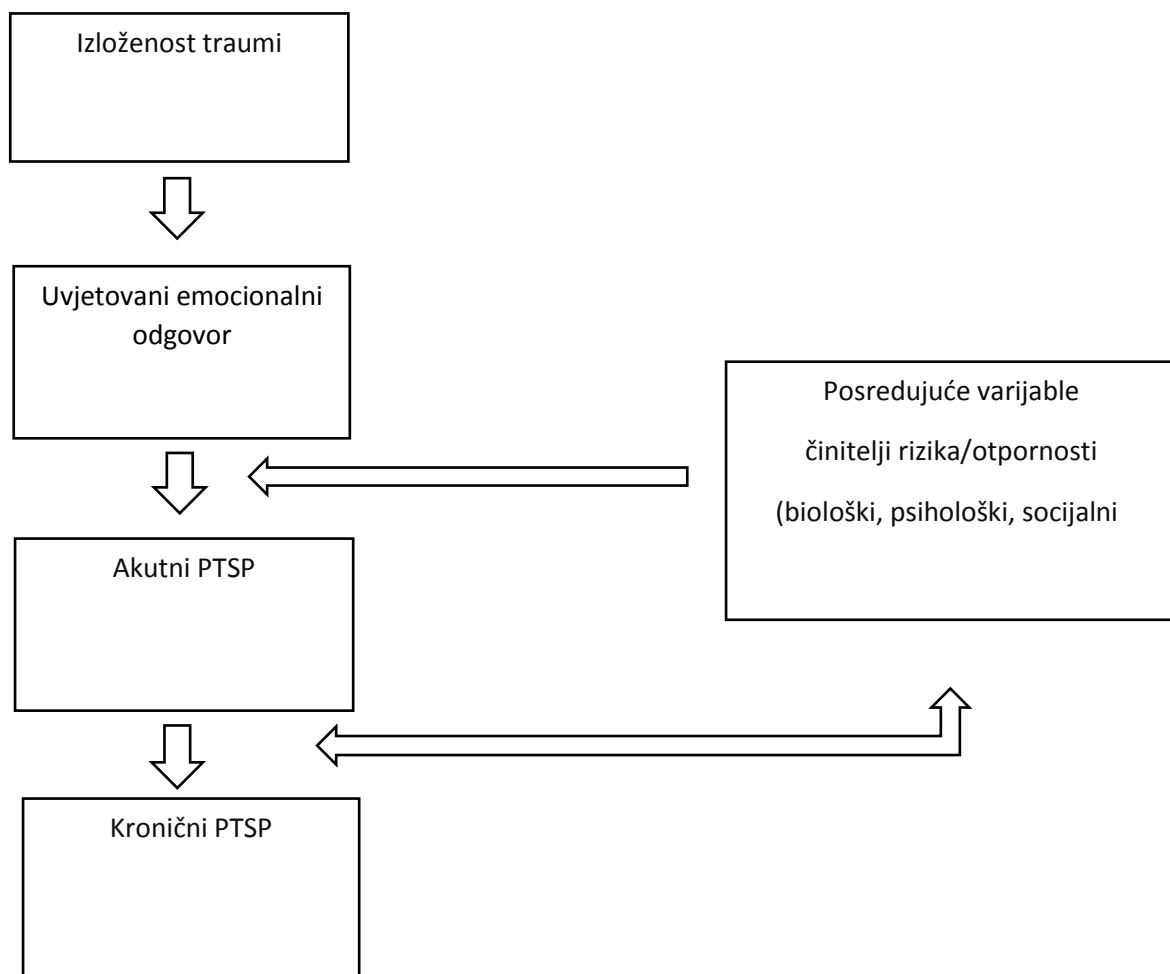 Izloženost traumi
Uvjetovani emocionalni
odgovor
Posredujuće varijable
činitelji rizika/otpornosti
(biološki, psihološki, socijalni
Akutni PTSP
Kronični PTSP